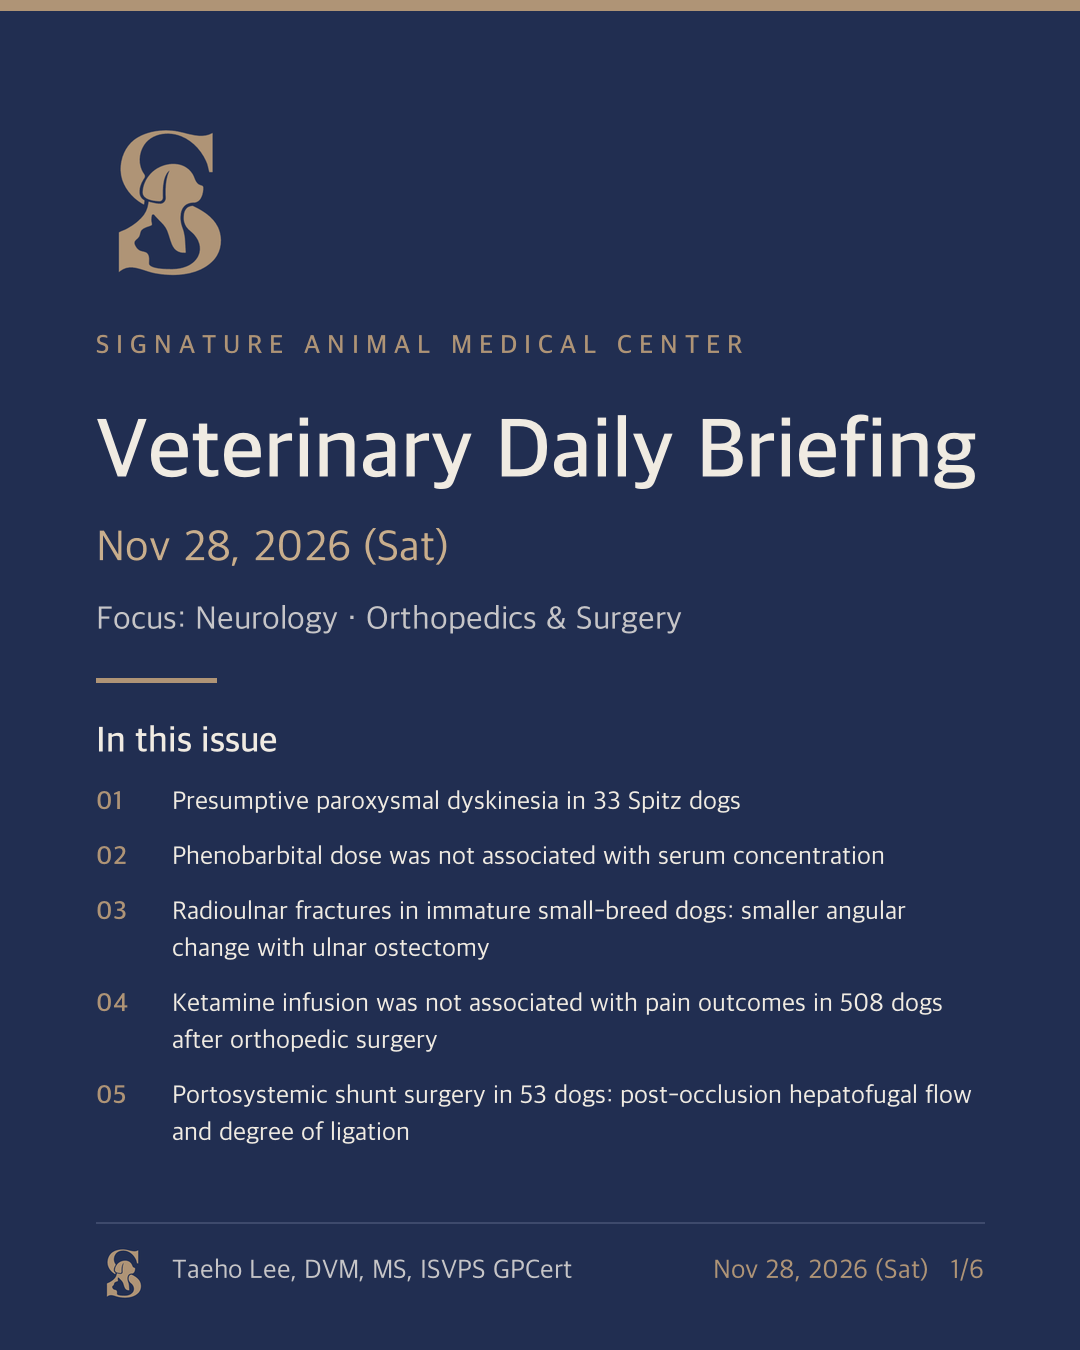 SIGNATURE ANIMAL MEDICAL CENTER
Veterinary Daily Briefing
Nov 28, 2026 (Sat)
Focus: Neurology · Orthopedics & Surgery
In this issue
01 Presumptive paroxysmal dyskinesia in 33 Spitz dogs
02 Phenobarbital dose was not associated with serum concentration
03 Radioulnar fractures in immature small-breed dogs: smaller angular
change with ulnar ostectomy
04 Ketamine infusion was not associated with pain outcomes in 508 dogs
after orthopedic surgery
05 Portosystemic shunt surgery in 53 dogs: post-occlusion hepatofugal flow
and degree of ligation
Taeho Lee, DVM, MS, ISVPS GPCert Nov 28, 2026 (Sat) 1/6